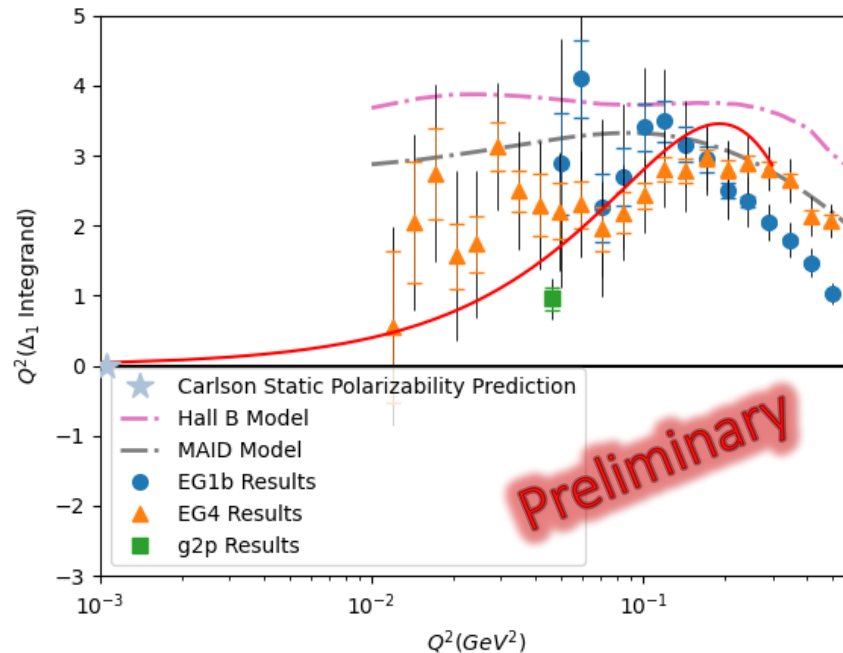 5
4
3
2
1
0
−1
−2
−3
Q²(Δ₁ Integrand)
Carlson Static Polarizability Prediction
Hall B Model
MAID Model
EG1b Results
EG4 Results
g2p Results
Preliminary
10⁻³
10⁻²
10⁻¹
Q²(GeV²)